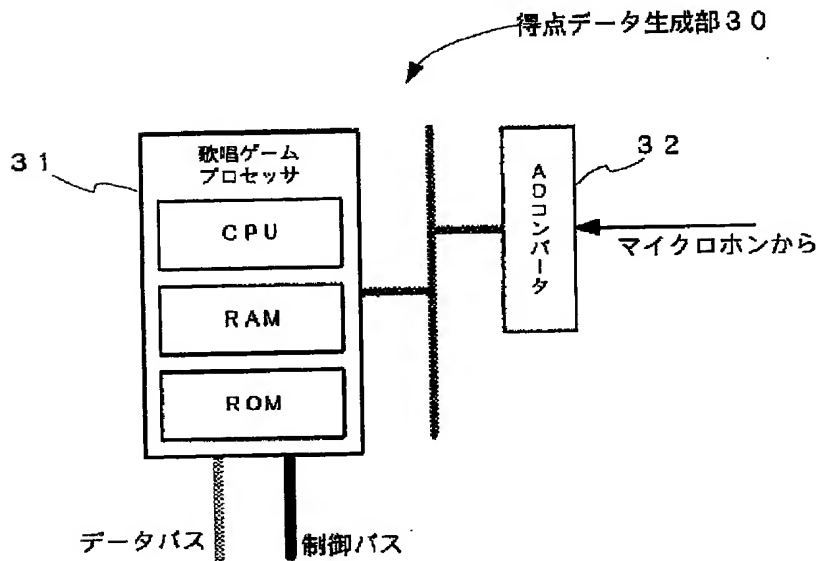 得点データ生成部30
31
歌唱ゲーム
プロセッサ
CPU
RAM
ROM
32
ADコンバータ
マイクロホンから
データバス
制御バス